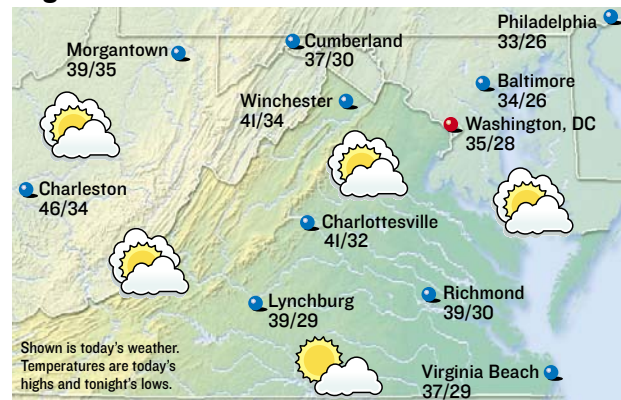 Philadelphia
33/26
Morgantown
39/35
Cumberland
37/30
Baltimore
34/26
Winchester
41/34
Washington, DC
35/28
Charleston
46/34
Charlottesville
41/32
Lynchburg
39/29
Richmond
39/30
Shown is today's weather.
Temperatures are today's
highs and tonight's lows.
Virginia Beach
37/29